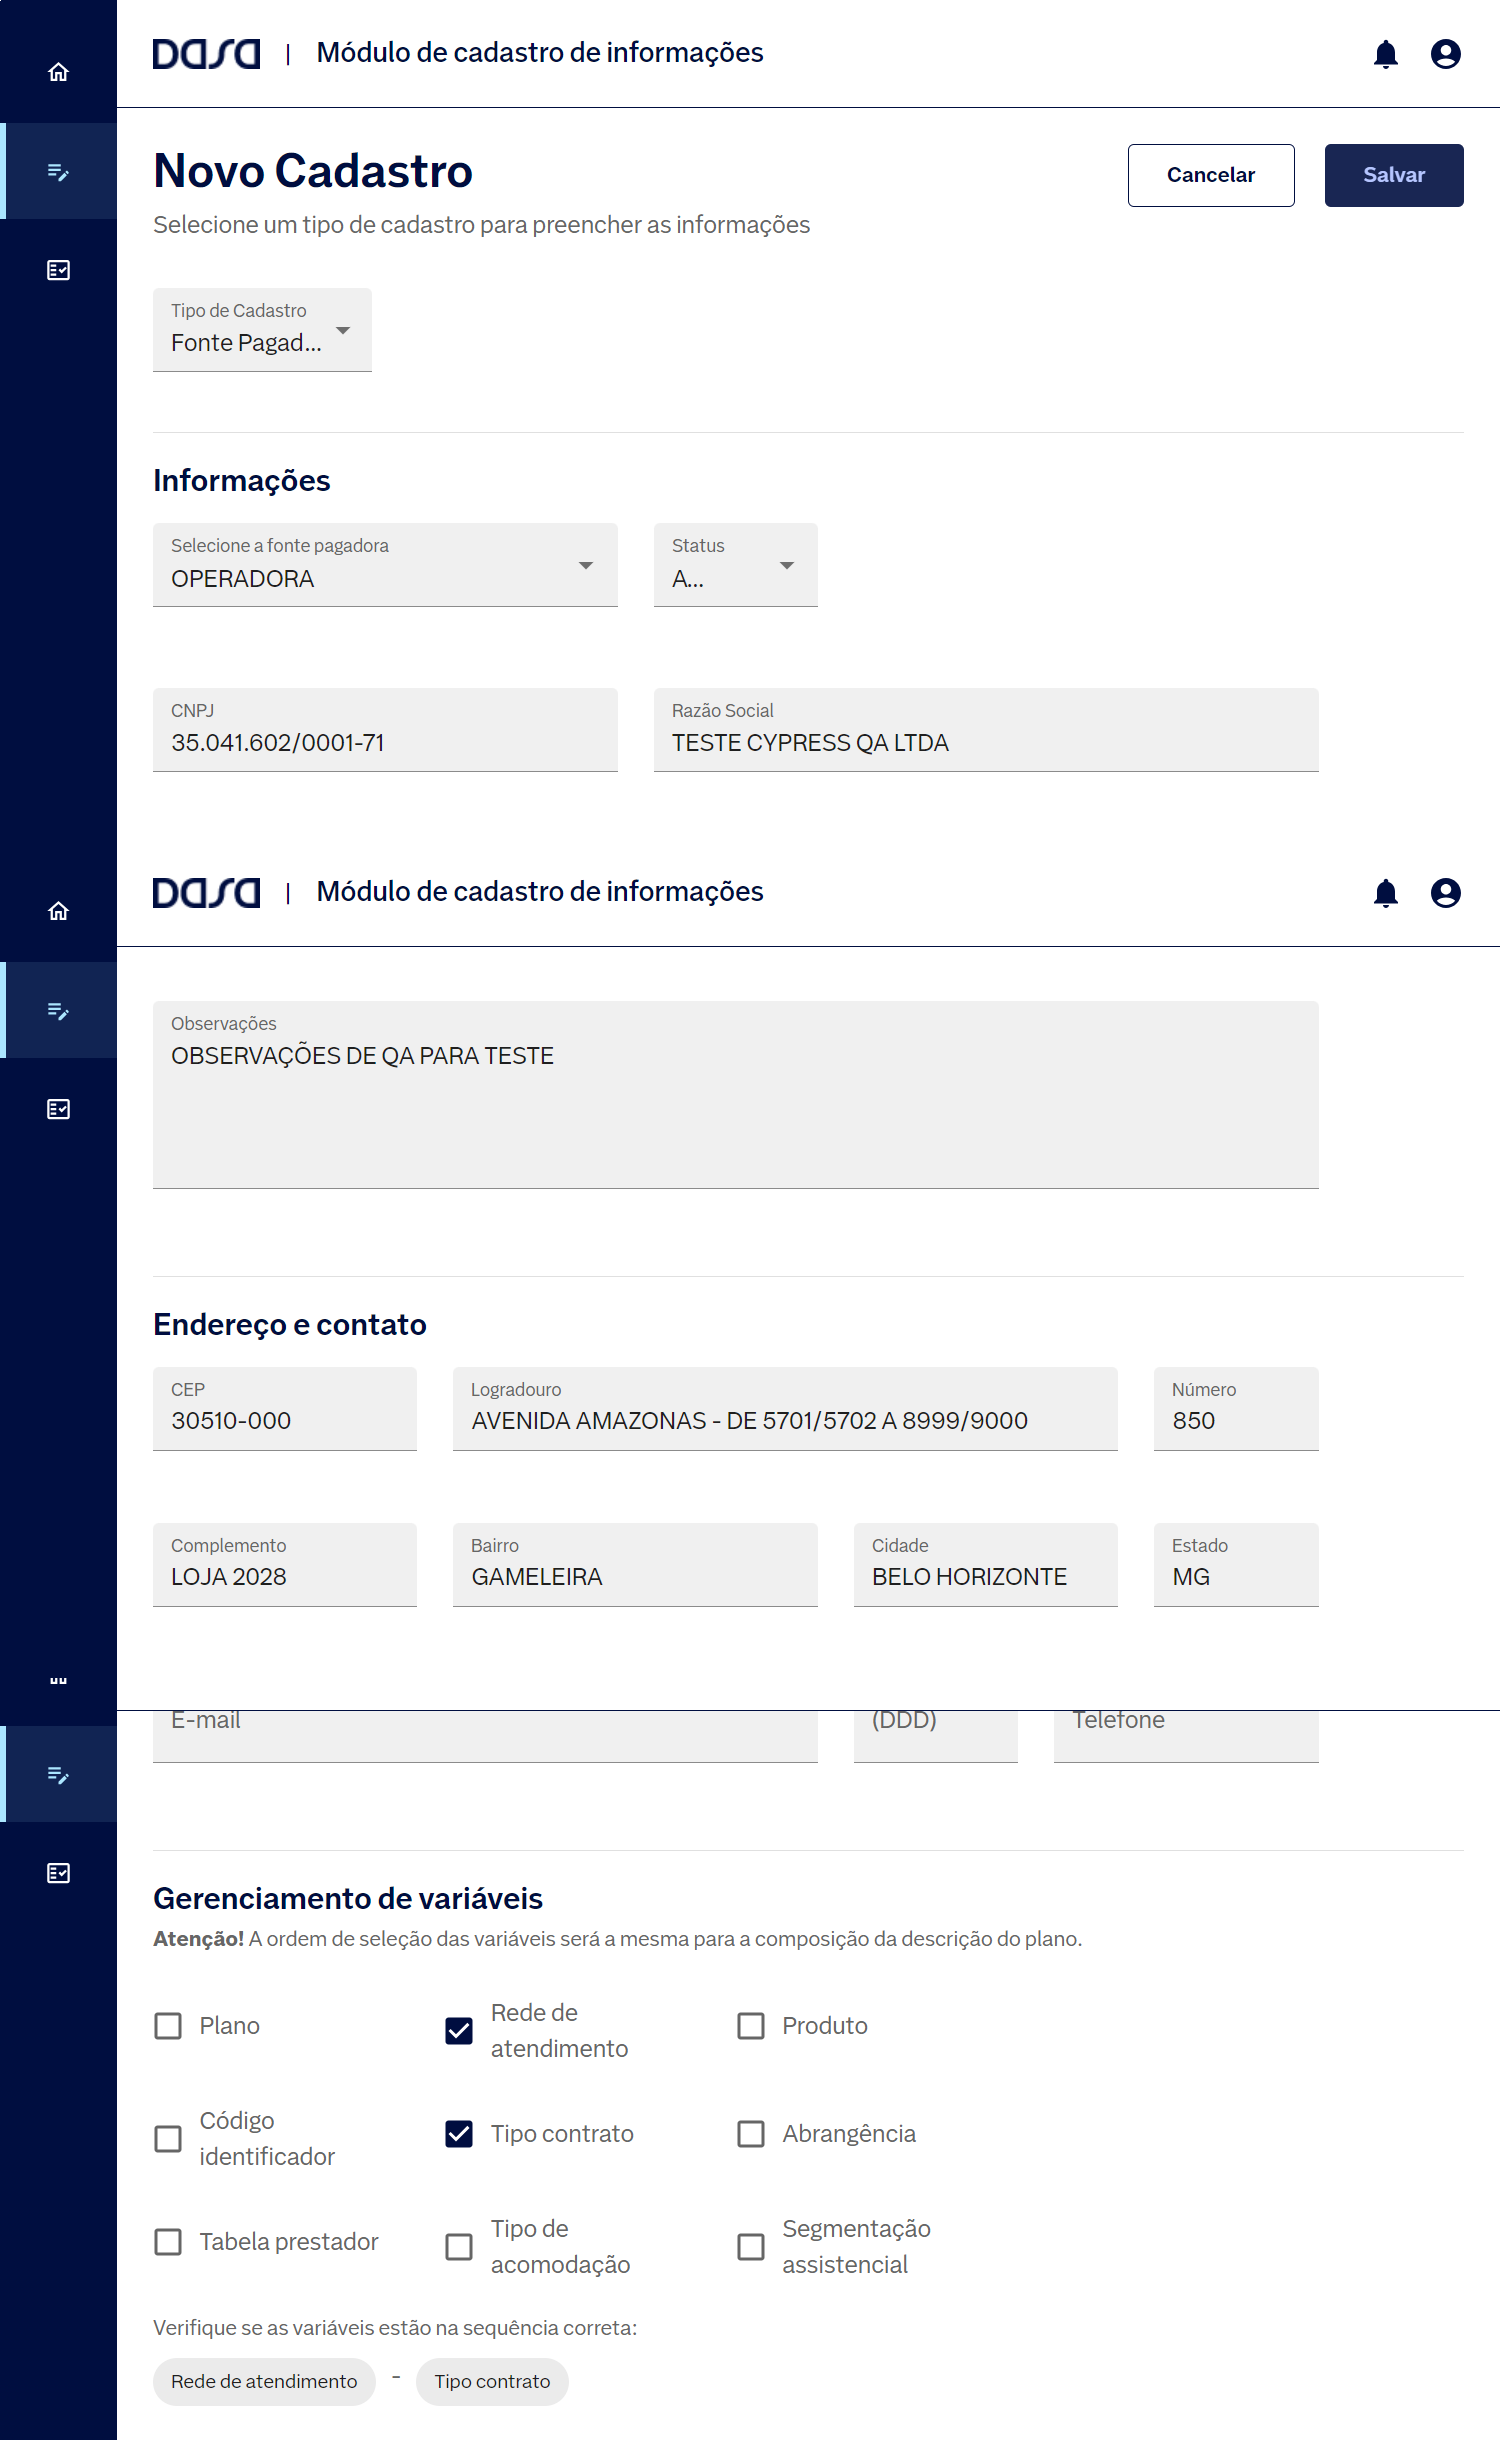 Dasa | Módulo de cadastro de informações
Novo Cadastro
Cancelar
Salvar
Selecione um tipo de cadastro para preencher as informações
Tipo de Cadastro
Fonte Pagad...
Informações
Selecione a fonte pagadora
OPERADORA
Status
A...
CNPJ
35.041.602/0001-71
Razão Social
TESTE CYPRESS QA LTDA
Dasa | Módulo de cadastro de informações
Observações
OBSERVAÇÕES DE QA PARA TESTE
Endereço e contato
CEP
30510-000
Logradouro
AVENIDA AMAZONAS - DE 5701/5702 A 8999/9000
Número
850
Complemento
LOJA 2028
Bairro
GAMELEIRA
Cidade
BELO HORIZONTE
Estado
MG
E-mail
(DDD)
Telefone
Gerenciamento de variáveis
Atenção! A ordem de seleção das variáveis será a mesma para a composição da descrição do plano.
Plano
Rede de
atendimento
Produto
Código
identificador
Tipo contrato
Abrangência
Tabela prestador
Tipo de
acomodação
Segmentação
assistencial
Verifique se as variáveis estão na sequência correta:
Rede de atendimento - Tipo contrato